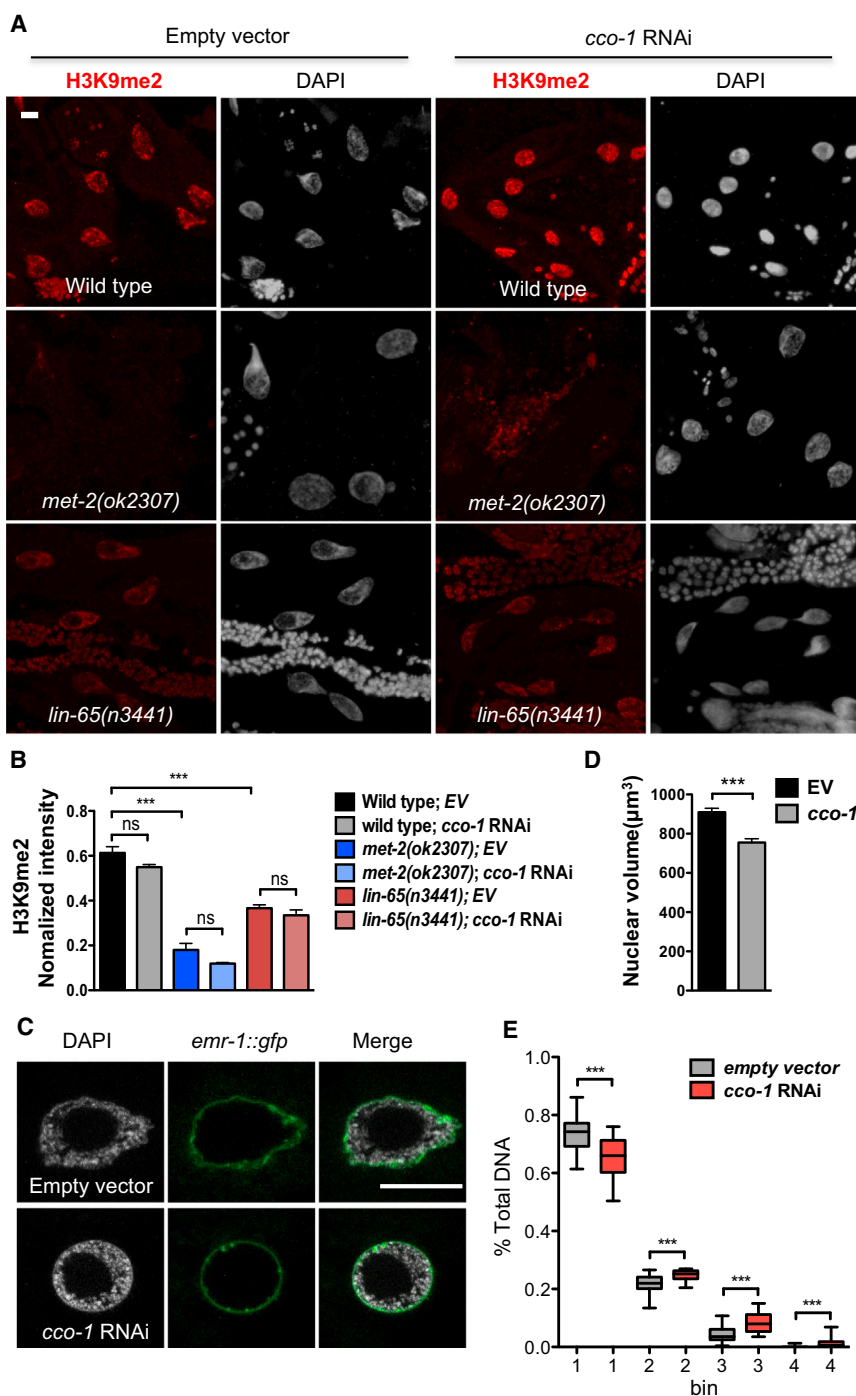 A
Empty vector
cco-1 RNAi
H3K9me2
DAPI
H3K9me2
DAPI
Wild type
Wild type
met-2(ok2307)
met-2(ok2307)
lin-65(n3441)
lin-65(n3441)
B
H3K9me2
Nomalized intensity
0.8
0.6
0.4
0.2
0.0
***
***
ns
ns
ns
Wild type; EV
wild type; cco-1 RNAi
met-2(ok2307); EV
met-2(ok2307); cco-1 RNAi
lin-65(n3441); EV
lin-65(n3441); cco-1 RNAi
D
Nuclear volume(µm³)
1000
800
600
400
200
0
***
EV
cco-1
C
DAPI
emr-1::gfp
Merge
Empty vector
cco-1 RNAi
E
% Total DNA
1.0
0.8
0.6
0.4
0.2
0.0
***
***
***
***
empty vector
cco-1 RNAi
1 1 2 2 3 3 4 4
bin